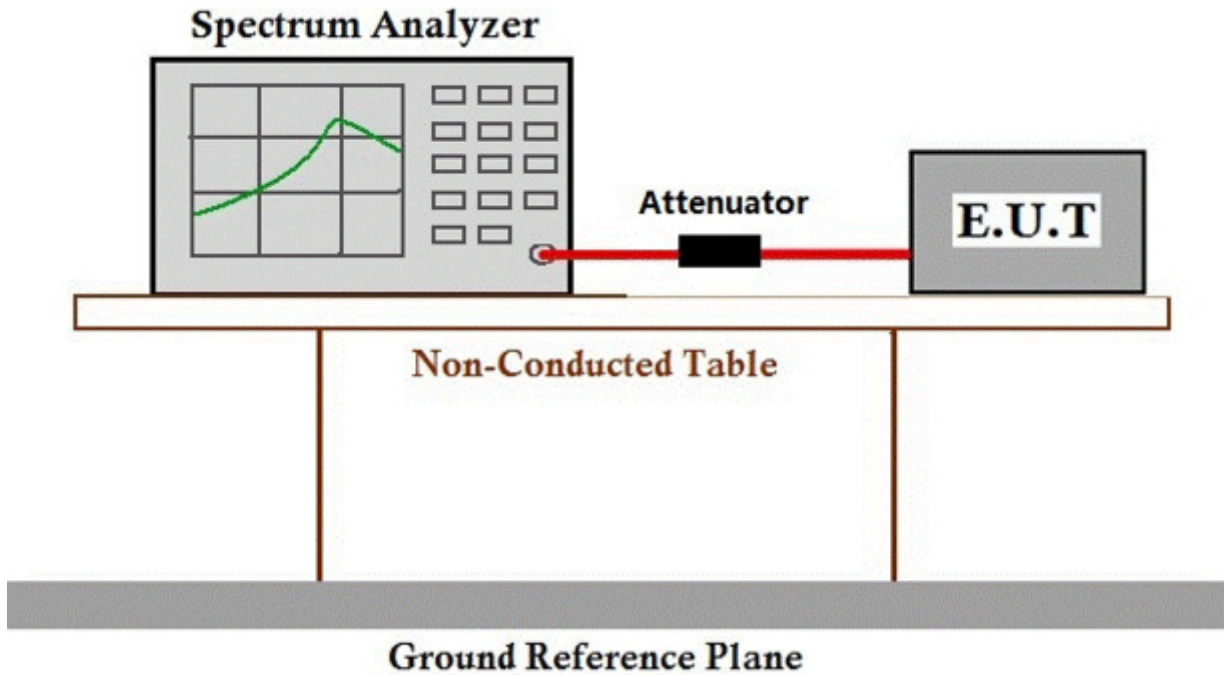 Spectrum Analyzer
Attenuator
E.U.T
Non-Conducted Table
Ground Reference Plane